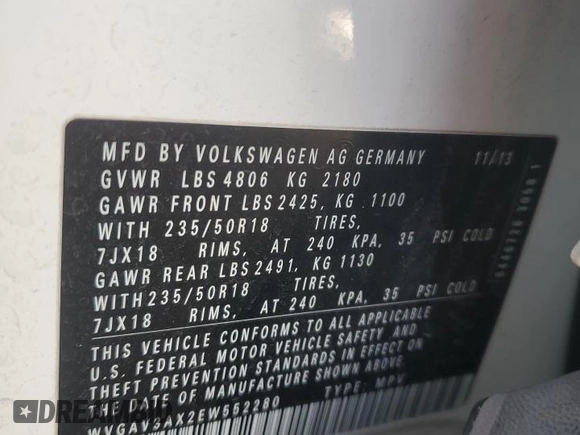 MFD BY VOLKSWAGEN AG GERMANY 11/13
GVWR LBS 4806 KG 2180
GAWR FRONT LBS 2425, KG 1100
WITH 235/50R18 TIRES,
7JX18 RIMS, AT 240 KPA, 35 PSI COLD
GAWR REAR LBS 2491, KG 1130
WITH 235/50R18 TIRES,
7JX18 RIMS, AT 240 KPA, 35 PSI COLD
THIS VEHICLE CONFORMS TO ALL APPLICABLE
U.S. FEDERAL MOTOR VEHICLE SAFETY AND
THEFT PREVENTION STANDARDS IN EFFECT ON
THE DATE OF MANUFACTURE SHOWN ABOVE.
WVGAV3AX2EW552280 TYPE: MPV